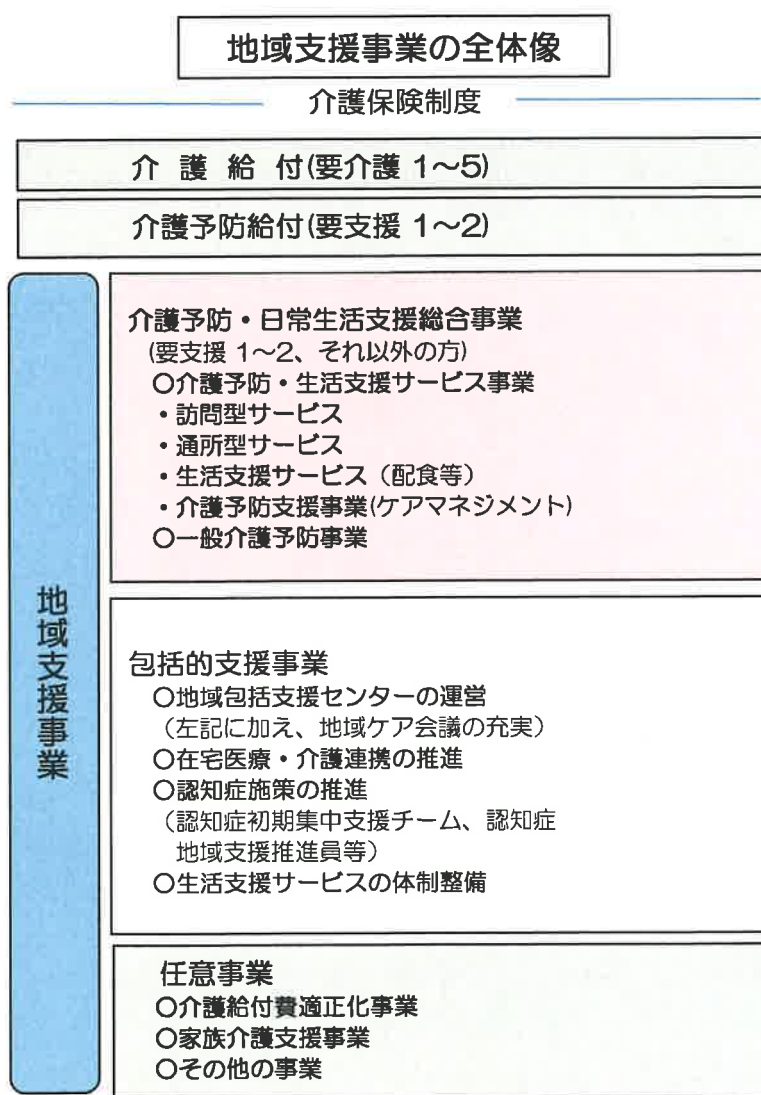 地域支援事業の全体像
介護保険制度
介 護 給 付(要介護 1～5)
介護予防給付(要支援 1～2)
地域支援事業
介護予防・日常生活支援総合事業
(要支援 1～2、それ以外の方)
○介護予防・生活支援サービス事業
・訪問型サービス
・通所型サービス
・生活支援サービス（配食等）
・介護予防支援事業(ケアマネジメント)
○一般介護予防事業
包括的支援事業
○地域包括支援センターの運営
（左記に加え、地域ケア会議の充実）
○在宅医療・介護連携の推進
○認知症施策の推進
（認知症初期集中支援チーム、認知症
地域支援推進員等）
○生活支援サービスの体制整備
任意事業
○介護給付費適正化事業
○家族介護支援事業
○その他の事業